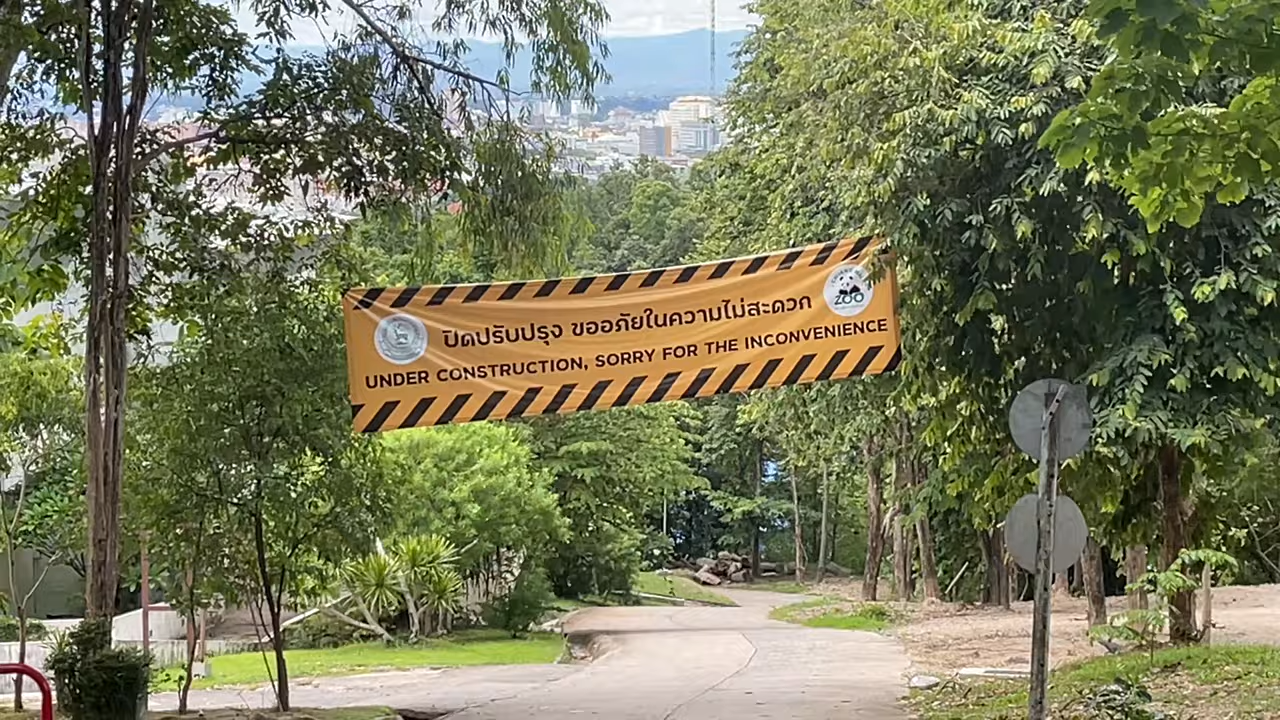 ปิดปรับปรุง ขออภัยในความไม่สะดวก
UNDER CONSTRUCTION, SORRY FOR THE INCONVENIENCE
ZOO